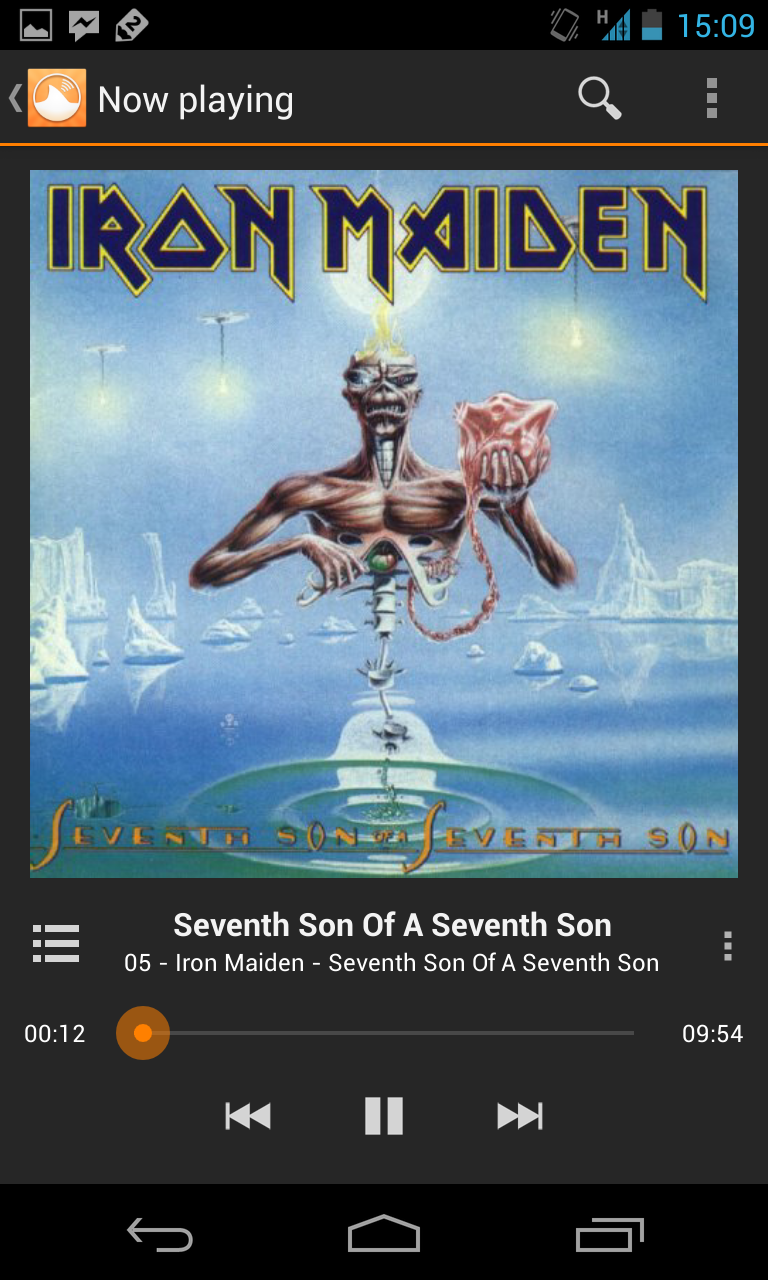 H
15:09
Now playing
IRON MAIDEN
SEVENTH SON OF A SEVENTH SON
Seventh Son Of A Seventh Son
05 - Iron Maiden - Seventh Son Of A Seventh Son
00:12
09:54